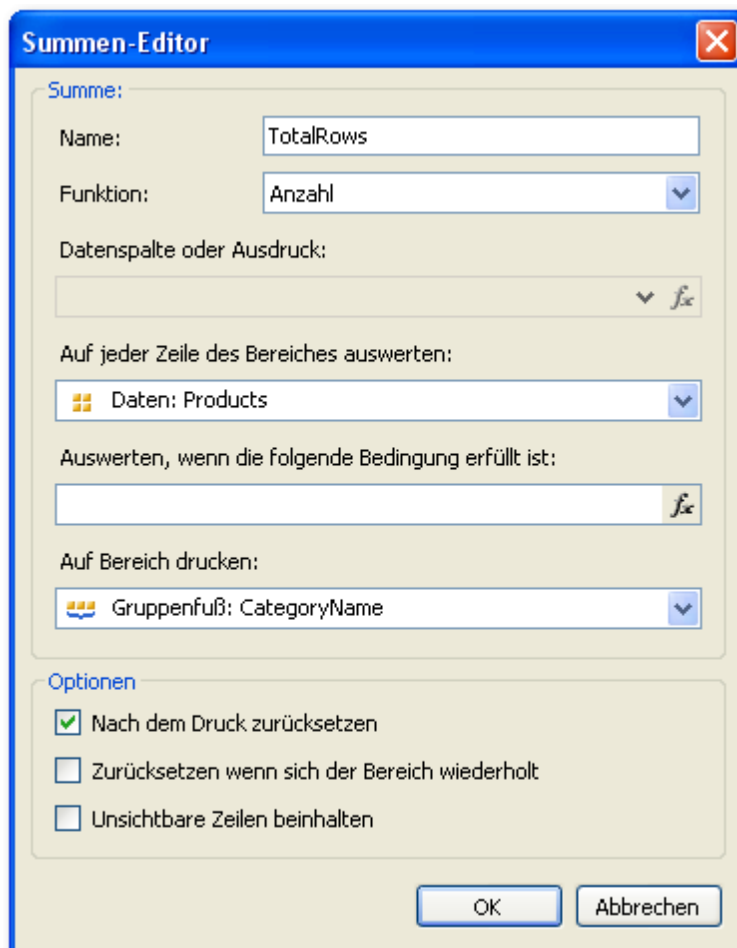 Summen-Editor
Summe:
Name: TotalRows
Funktion: Anzahl
Datenspalte oder Ausdruck:
fx
Auf jeder Zeile des Bereiches auswerten:
Daten: Products
Auswerten, wenn die folgende Bedingung erfüllt ist:
fx
Auf Bereich drucken:
Gruppenfuß: CategoryName
Optionen
Nach dem Druck zurücksetzen
Zurücksetzen wenn sich der Bereich wiederholt
Unsichtbare Zeilen beinhalten
OK Abbrechen